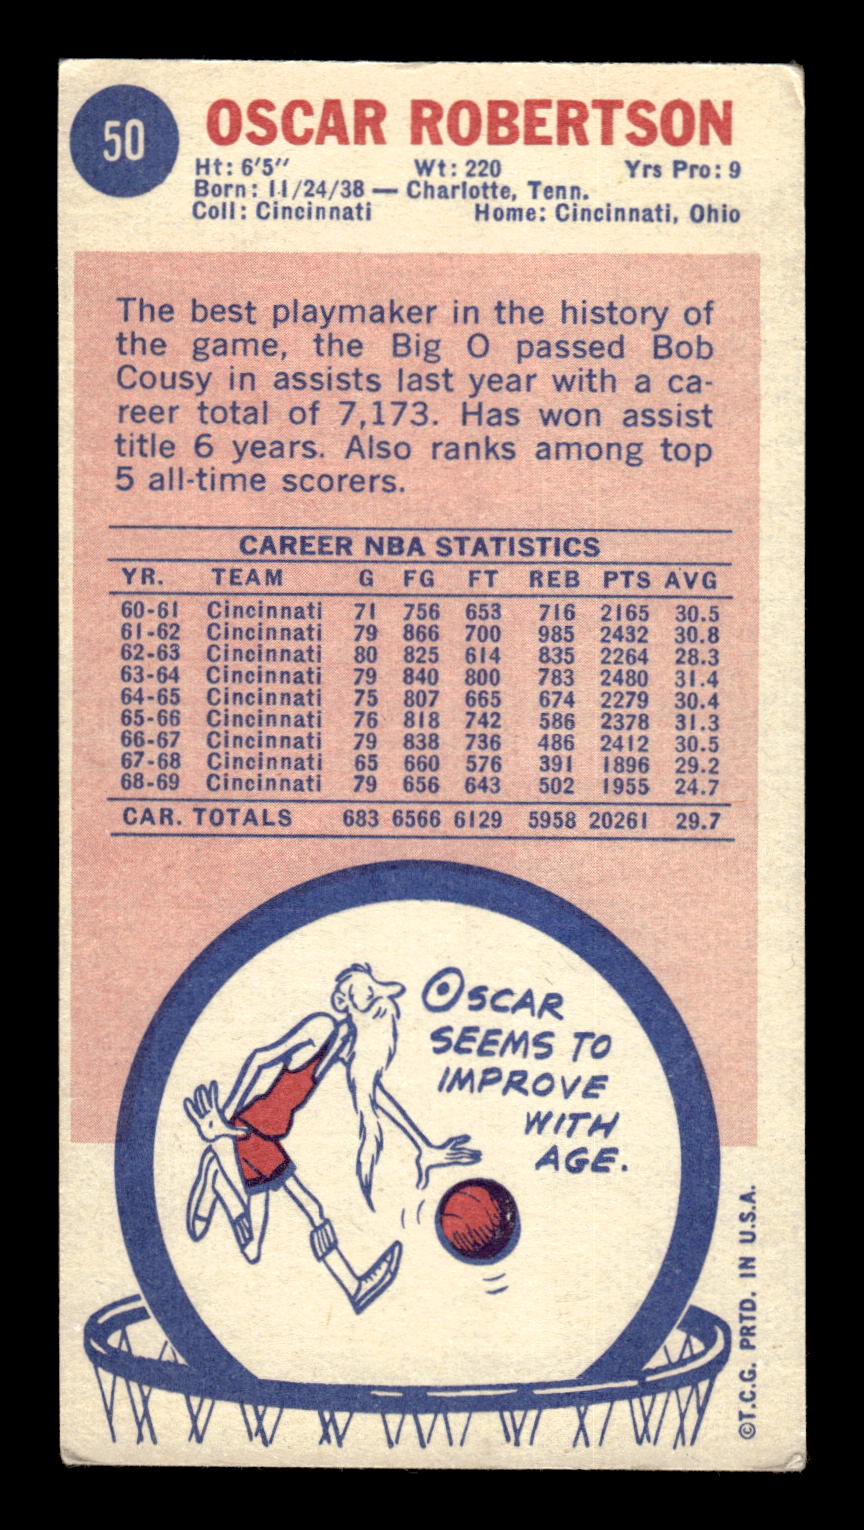 50
OSCAR ROBERTSON
Ht: 6'5" Wt: 220 Yrs Pro: 9
Born: 11/24/38 — Charlotte, Tenn.
Coll: Cincinnati Home: Cincinnati, Ohio
The best playmaker in the history of
the game, the Big O passed Bob
Cousy in assists last year with a ca-
reer total of 7,173. Has won assist
title 6 years. Also ranks among top
5 all-time scorers.
CAREER NBA STATISTICS
YR. TEAM G FG FT REB PTS AVG
60-61 Cincinnati 71 756 653 716 2165 30.5
61-62 Cincinnati 79 866 700 985 2432 30.8
62-63 Cincinnati 80 825 614 835 2264 28.3
63-64 Cincinnati 79 840 800 783 2480 31.4
64-65 Cincinnati 75 807 665 674 2279 30.4
65-66 Cincinnati 76 818 742 586 2378 31.3
66-67 Cincinnati 79 838 736 486 2412 30.5
67-68 Cincinnati 65 660 576 391 1896 29.2
68-69 Cincinnati 79 656 643 502 1955 24.7
CAR. TOTALS 683 6566 6129 5958 20261 29.7
OSCAR
SEEMS TO
IMPROVE
WITH
AGE.
©T.C.G. PRTD. IN U.S.A.